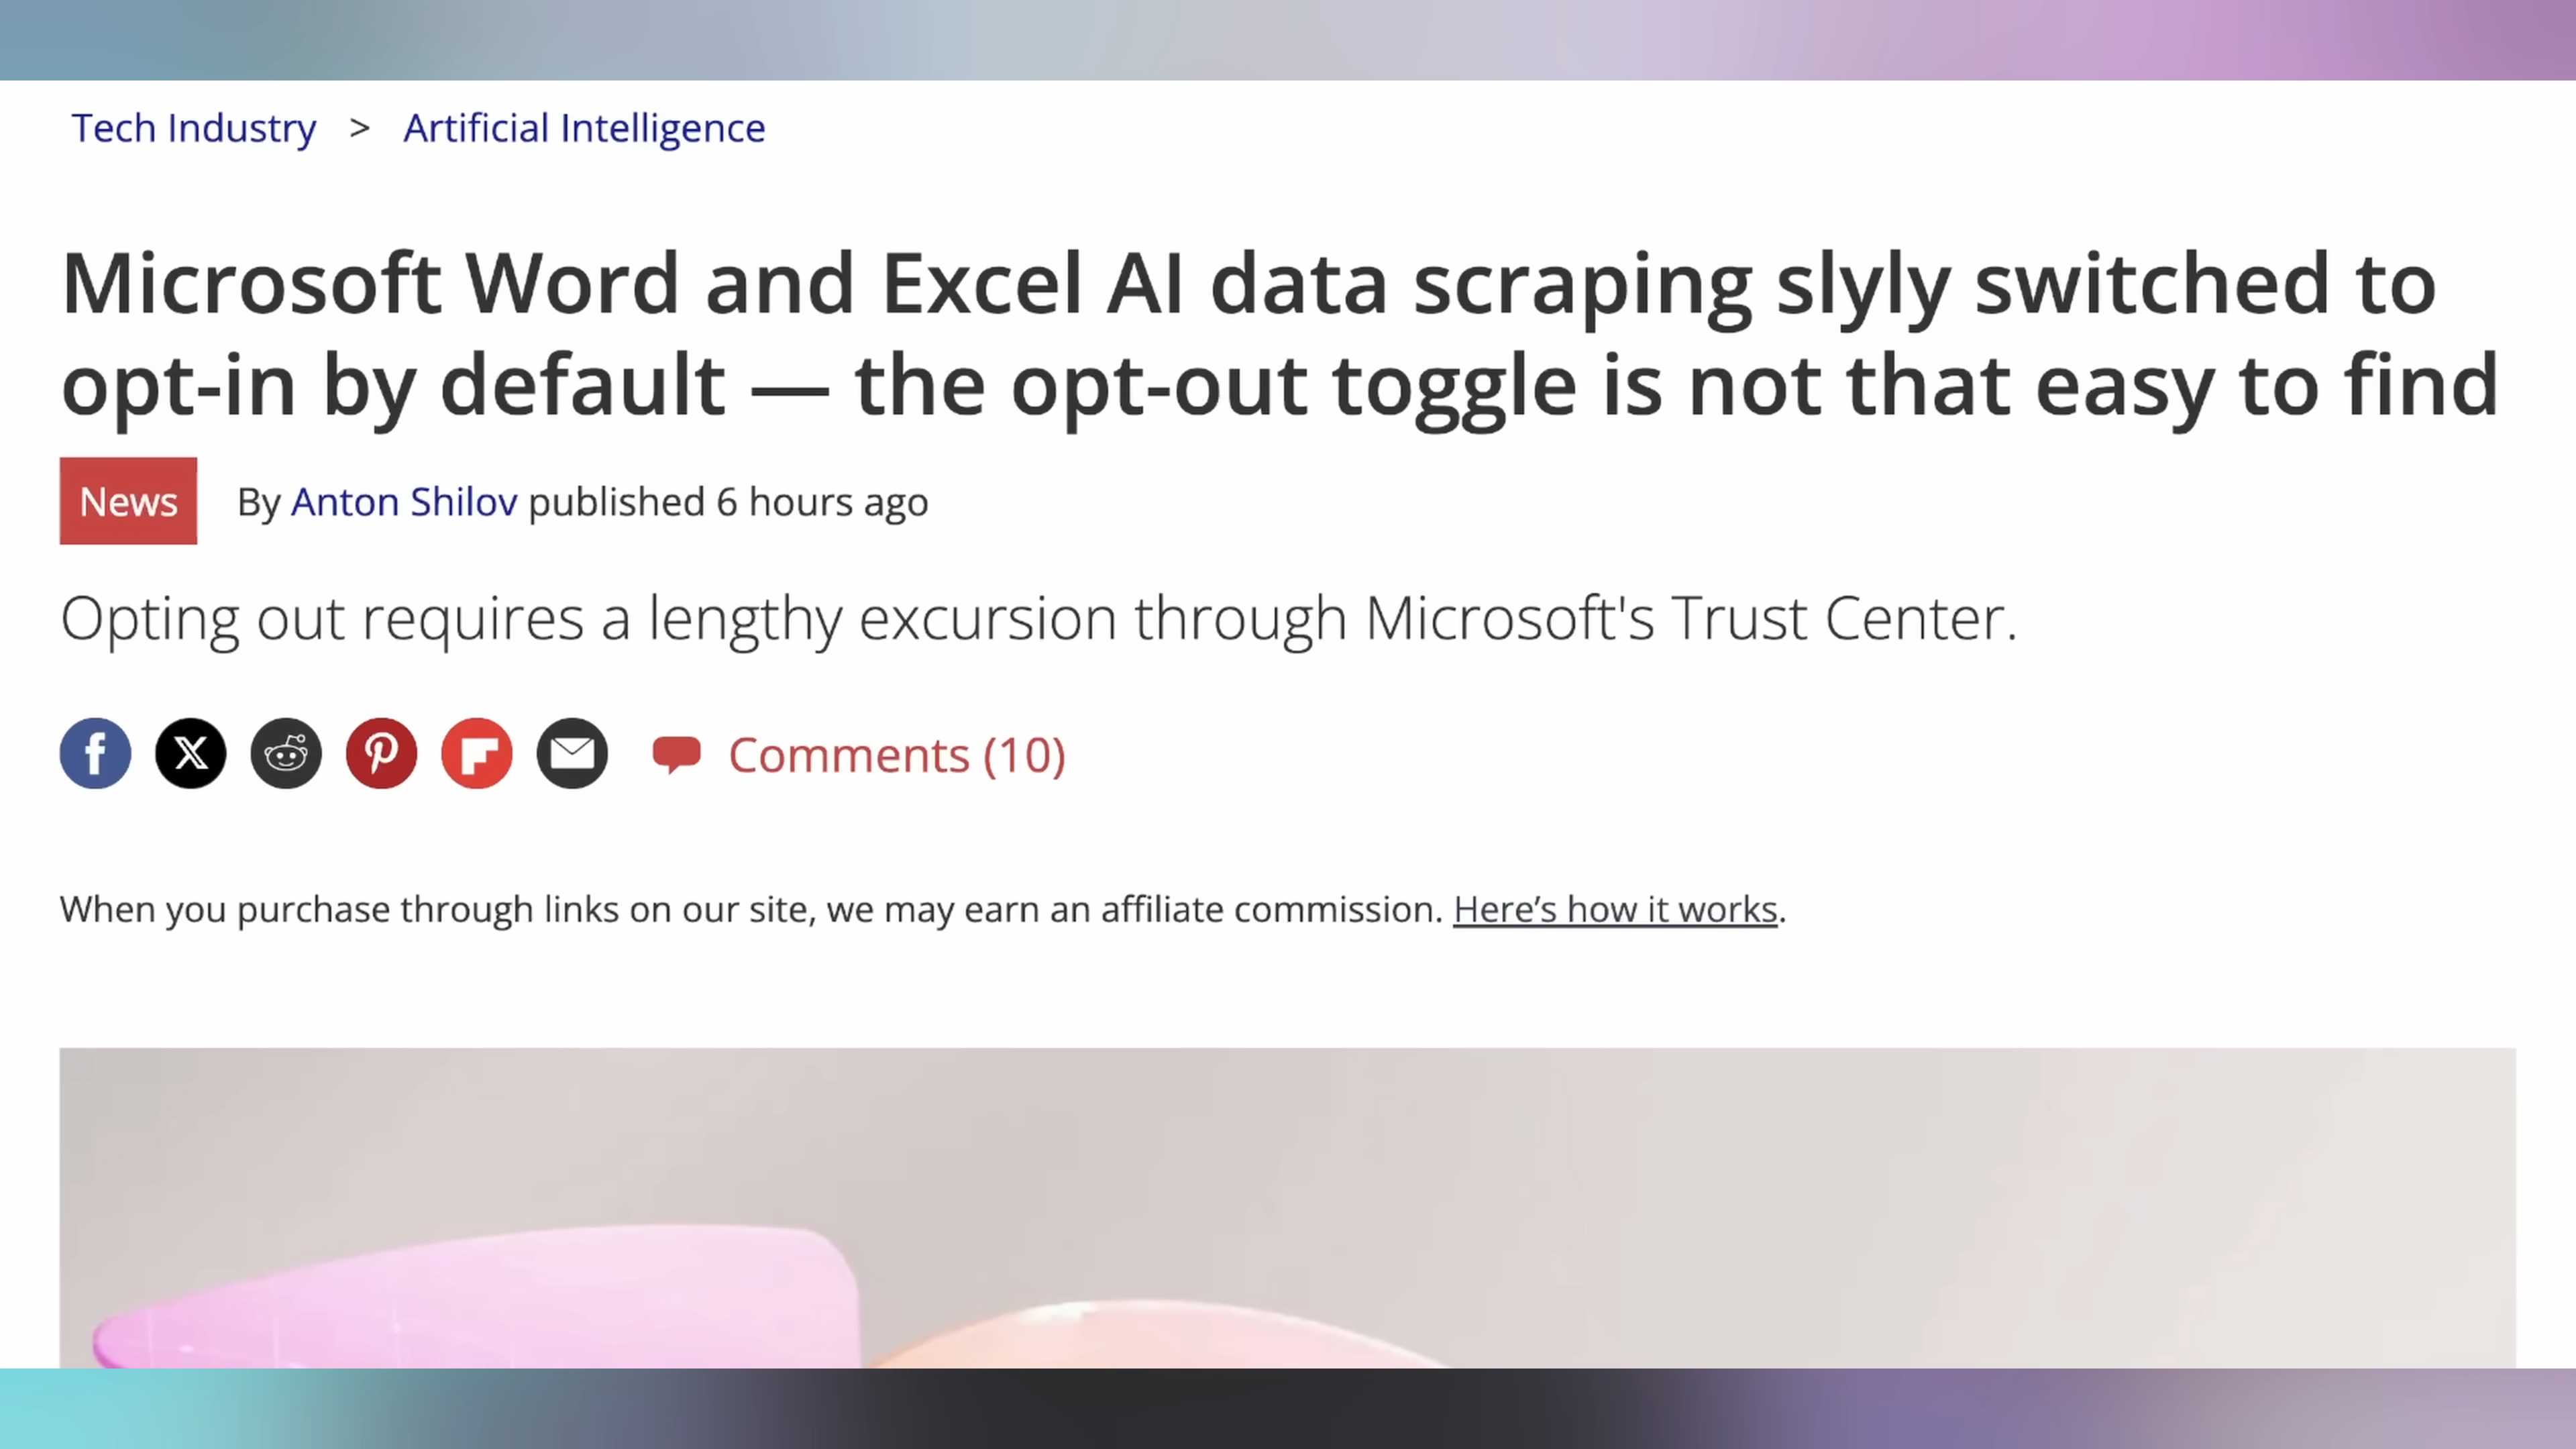 Tech Industry > Artificial Intelligence
Microsoft Word and Excel AI data scraping slyly switched to
opt-in by default — the opt-out toggle is not that easy to find
News By Anton Shilov published 6 hours ago
Opting out requires a lengthy excursion through Microsoft's Trust Center.
Comments (10)
When you purchase through links on our site, we may earn an affiliate commission. Here’s how it works.